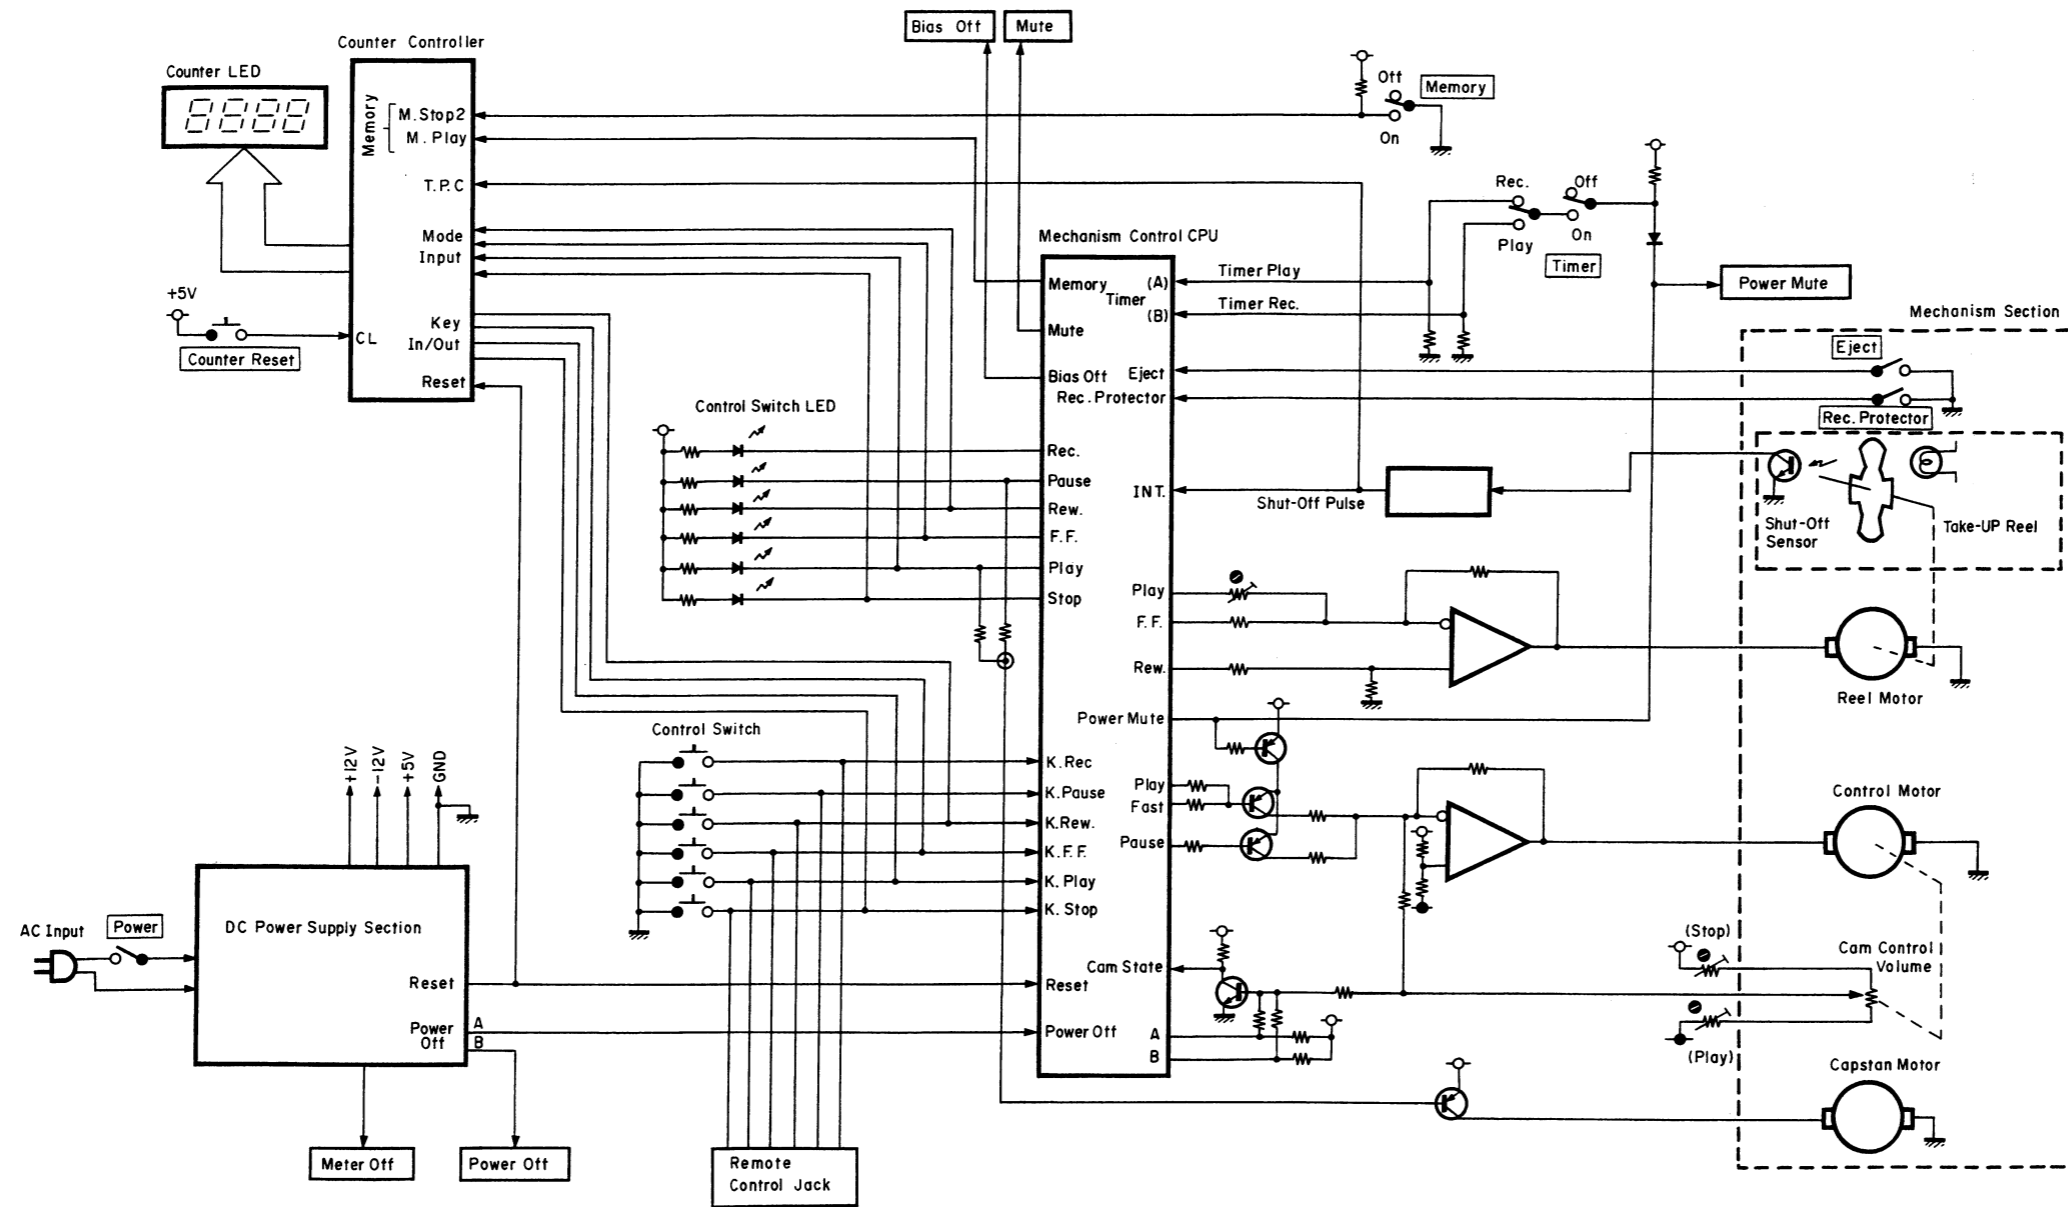 Bias Off
Mute
Counter Controller
Counter LED
Memory
M.Stop2
M. Play
T.P.C
Mode
Input
Key
In/Out
Reset
CL
+5V
Counter Reset
Off
Memory
On
Rec.
Off
Play
On
Timer
Power Mute
Mechanism Control CPU
Memory
Timer
(A)
(B)
Timer Play
Timer Rec.
Mute
Bias Off
Eject
Rec. Protector
Mechanism Section
Eject
Rec. Protector
Control Switch LED
Rec.
Pause
Rew.
F.F.
Play
Stop
INT.
Shut-Off Pulse
Shut-Off
Sensor
Take-UP Reel
Play
F.F.
Rew.
Reel Motor
Power Mute
Control Switch
K.Rec
K.Pause
K.Rew.
K.F.F.
K. Play
K. Stop
Play
Fast
Pause
Control Motor
+12V
-12V
+5V
GND
AC Input
Power
DC Power Supply Section
Reset
Power
Off
A
B
Reset
Power Off
Cam State
A
B
(Stop)
Cam Control
Volume
(Play)
Capstan Motor
Meter Off
Power Off
Remote
Control Jack